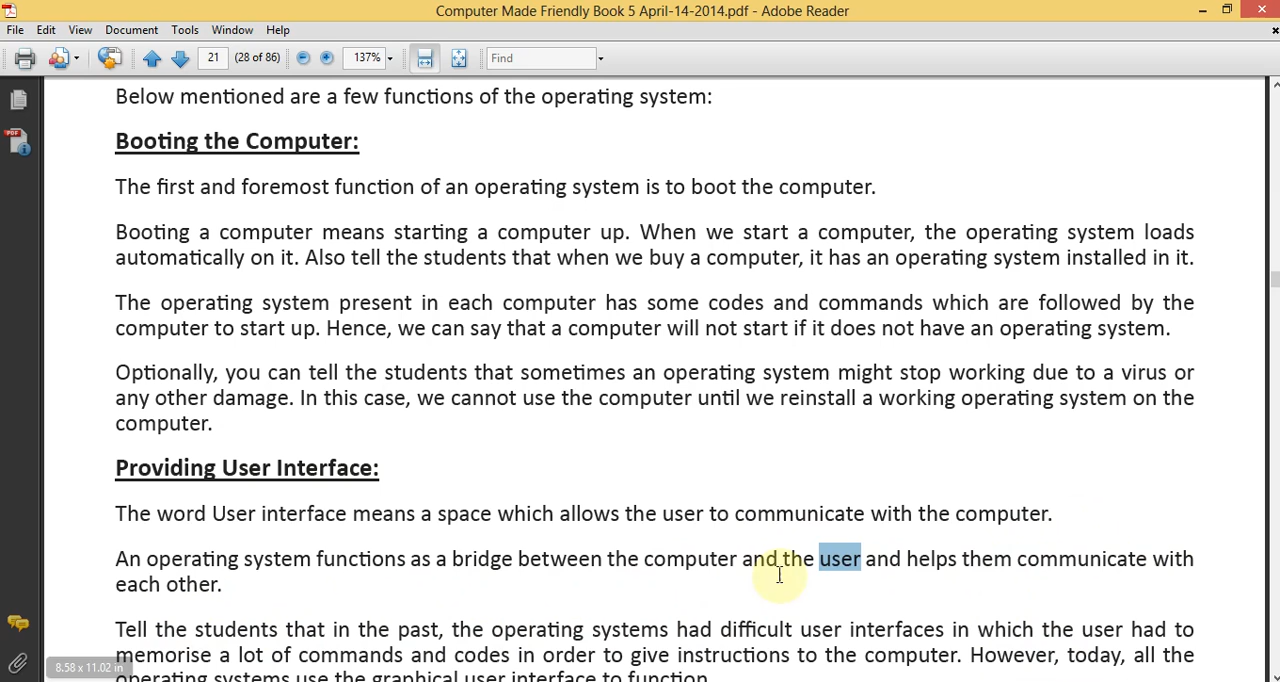 Computer Made Friendly Book 5 April-14-2014.pdf - Adobe Reader
File Edit View Document Tools Window Help
21 (28 of 86) 137% Find
Below mentioned are a few functions of the operating system:
Booting the Computer:
The first and foremost function of an operating system is to boot the computer.
Booting a computer means starting a computer up. When we start a computer, the operating system loads
automatically on it. Also tell the students that when we buy a computer, it has an operating system installed in it.
The operating system present in each computer has some codes and commands which are followed by the
computer to start up. Hence, we can say that a computer will not start if it does not have an operating system.
Optionally, you can tell the students that sometimes an operating system might stop working due to a virus or
any other damage. In this case, we cannot use the computer until we reinstall a working operating system on the
computer.
Providing User Interface:
The word User interface means a space which allows the user to communicate with the computer.
An operating system functions as a bridge between the computer and the user and helps them communicate with
each other.
Tell the students that in the past, the operating systems had difficult user interfaces in which the user had to
memorise a lot of commands and codes in order to give instructions to the computer. However, today, all the
8.58 x 11.02 in
operating systems use the graphical user interface to function.